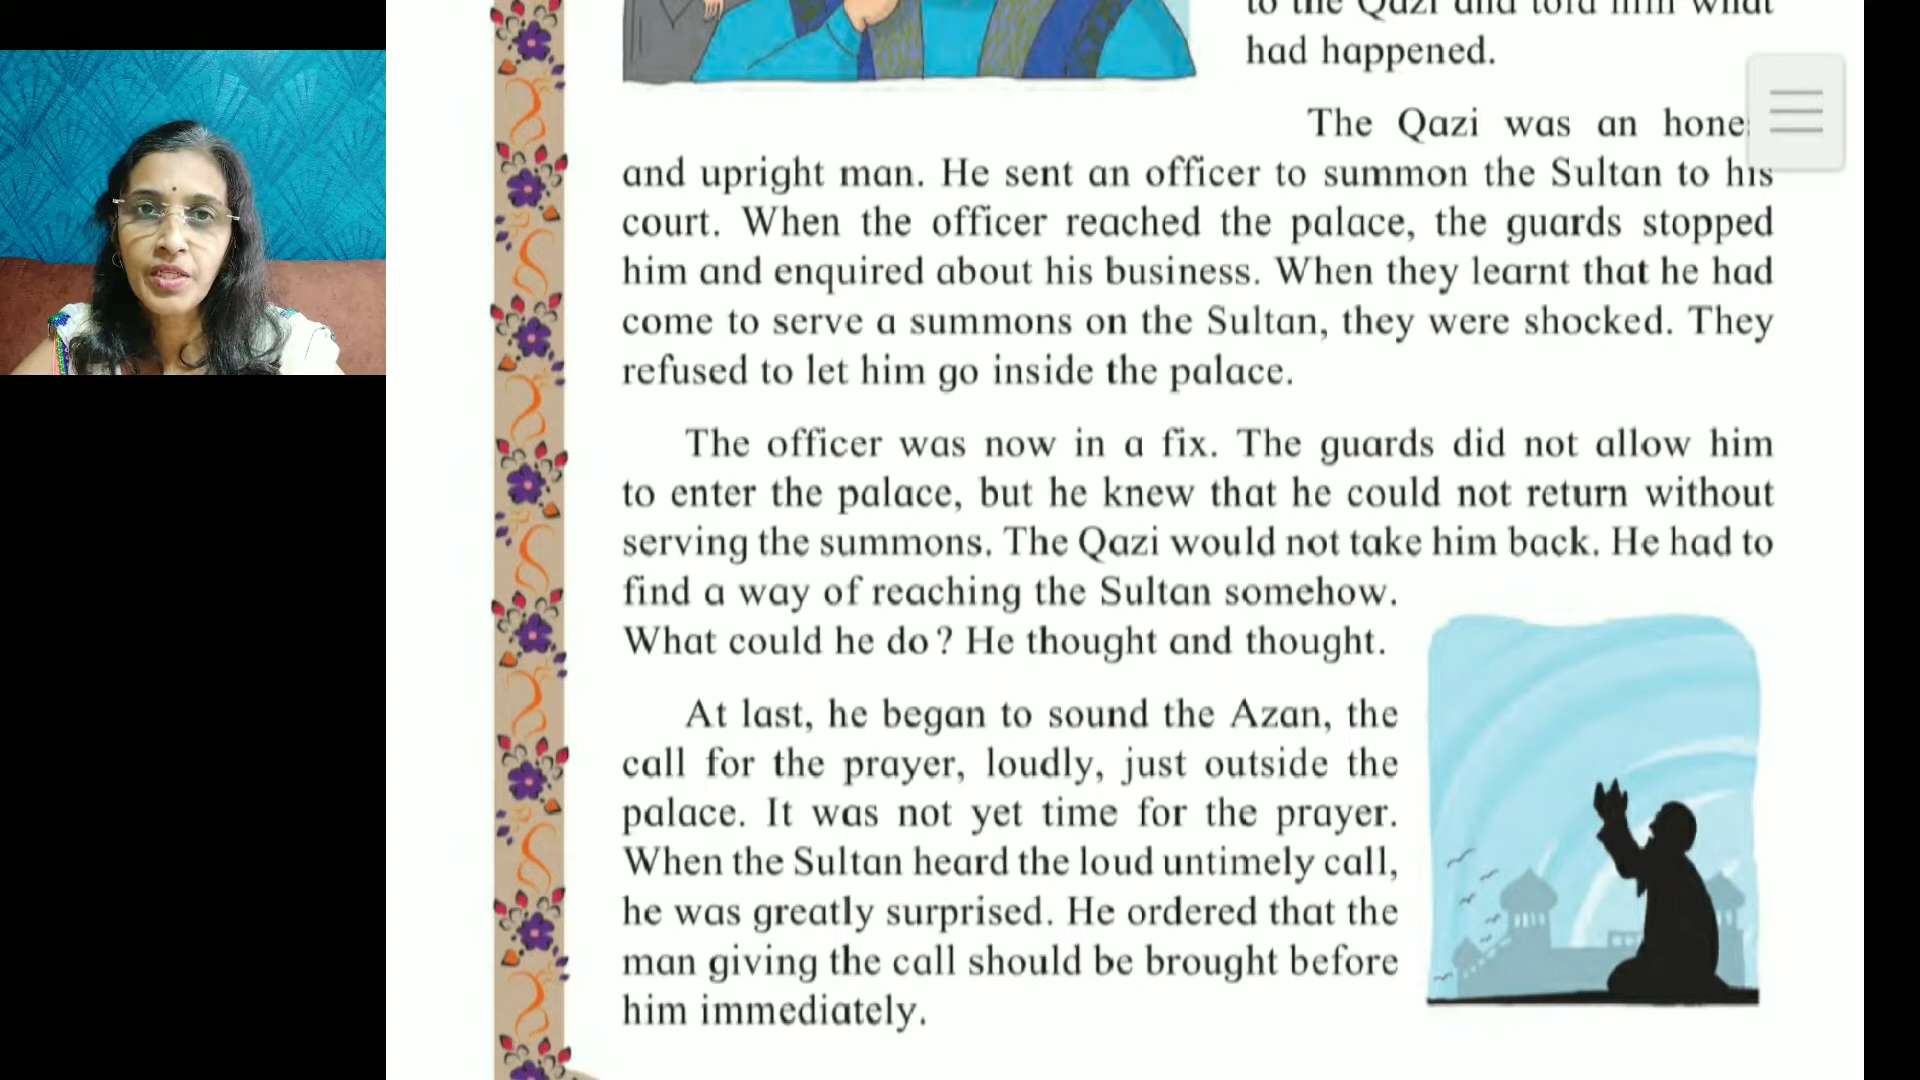 to the Qazi and told him what
had happened.
The Qazi was an hones
and upright man. He sent an officer to summon the Sultan to his
court. When the officer reached the palace, the guards stopped
him and enquired about his business. When they learnt that he had
come to serve a summons on the Sultan, they were shocked. They
refused to let him go inside the palace.
The officer was now in a fix. The guards did not allow him
to enter the palace, but he knew that he could not return without
serving the summons. The Qazi would not take him back. He had to
find a way of reaching the Sultan somehow.
What could he do? He thought and thought.
At last, he began to sound the Azan, the
call for the prayer, loudly, just outside the
palace. It was not yet time for the prayer.
When the Sultan heard the loud untimely call,
he was greatly surprised. He ordered that the
man giving the call should be brought before
him immediately.